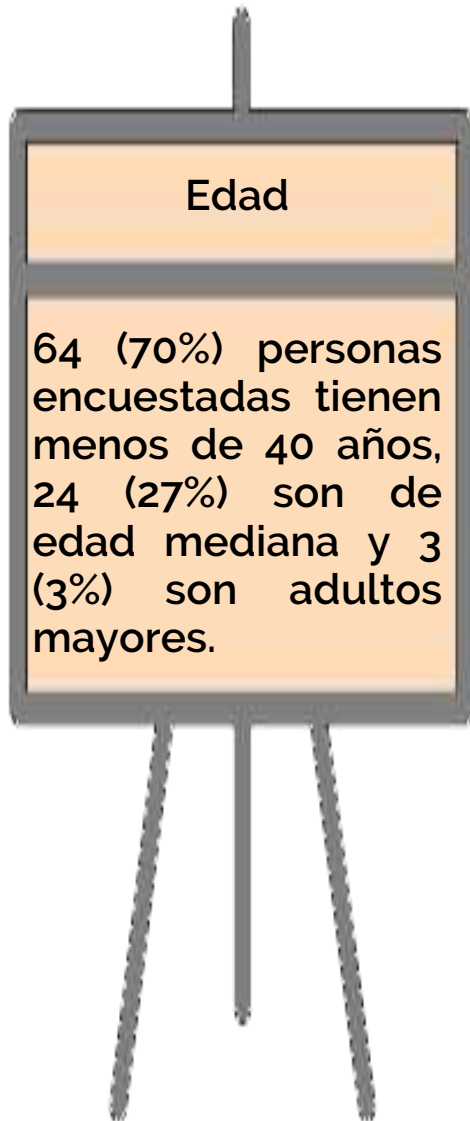 Edad
64 (70%) personas
encuestadas tienen
menos de 40 años,
24 (27%) son de
edad mediana y 3
(3%) son adultos
mayores.